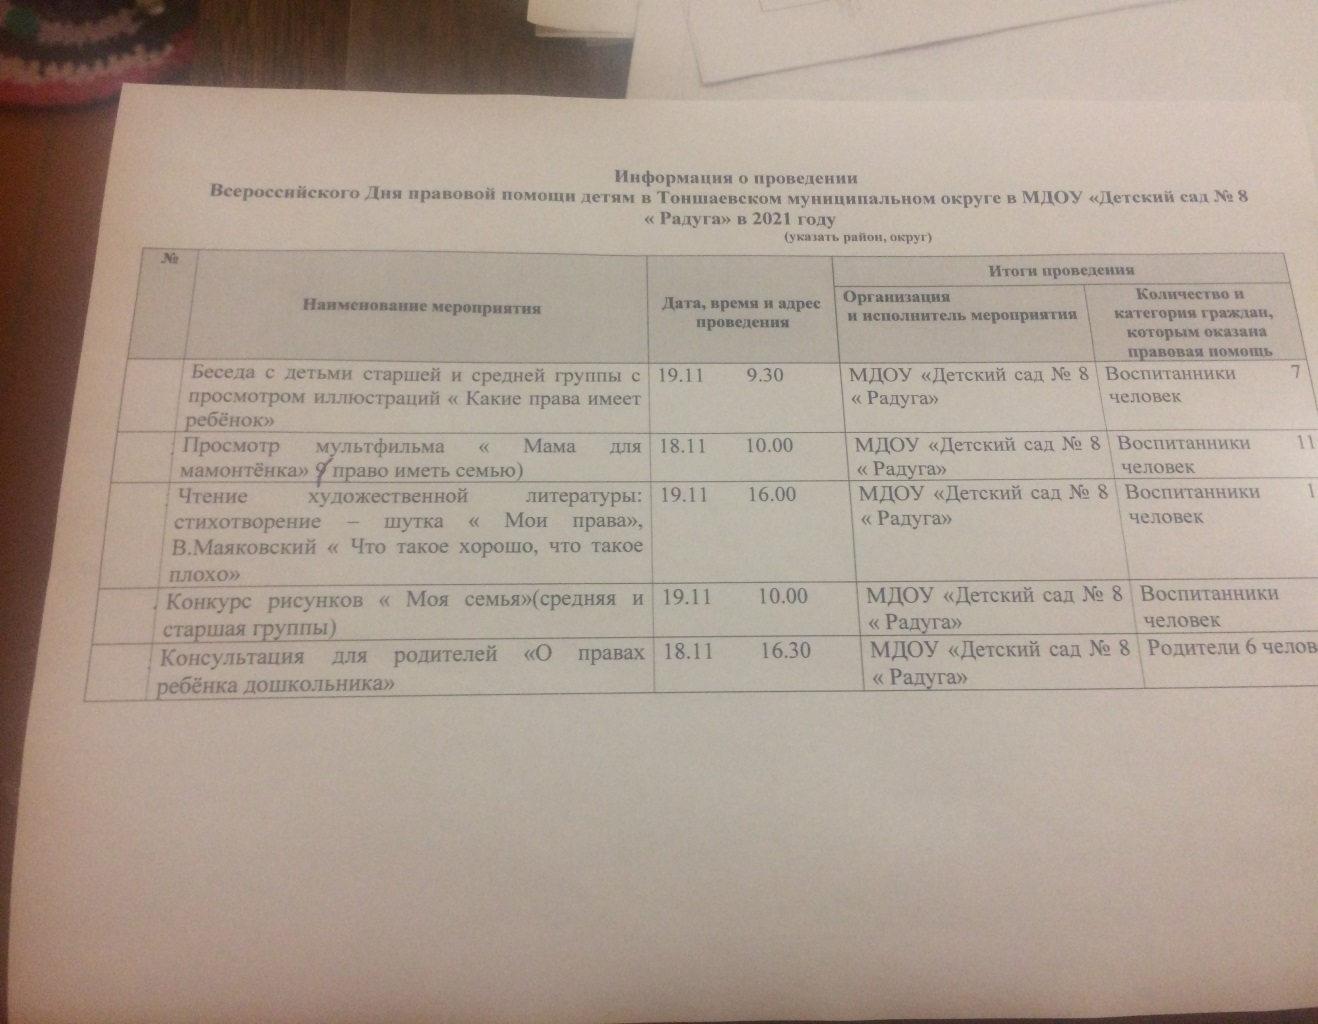 Информация о проведении
Всероссийского Дня правовой помощи детям в Тоншаевском муниципальном округе в МДОУ «Детский сад № 8
« Радуга» в 2021 году
(указать район, округ)
№
Наименование мероприятия
Дата, время и адрес
проведения
Итоги проведения
Организация
и исполнитель мероприятия
Количество и
категория граждан,
которым оказана
правовая помощь
Беседа с детьми старшей и средней группы с
просмотром иллюстраций « Какие права имеет
ребёнок»
19.11 9.30
МДОУ «Детский сад № 8
« Радуга»
Воспитанники 7
человек
Просмотр мультфильма « Мама для
мамонтёнка» ( право иметь семью)
18.11 10.00
МДОУ «Детский сад № 8
« Радуга»
Воспитанники 11
человек
Чтение художественной литературы:
стихотворение – шутка « Мои права»,
В.Маяковский « Что такое хорошо, что такое
плохо»
19.11 16.00
МДОУ «Детский сад № 8
« Радуга»
Воспитанники 1
человек
Конкурс рисунков « Моя семья»(средняя и
старшая группы)
19.11 10.00
МДОУ «Детский сад № 8
« Радуга»
Воспитанники
человек
Консультация для родителей «О правах
ребёнка дошкольника»
18.11 16.30
МДОУ «Детский сад № 8
« Радуга»
Родители 6 челов